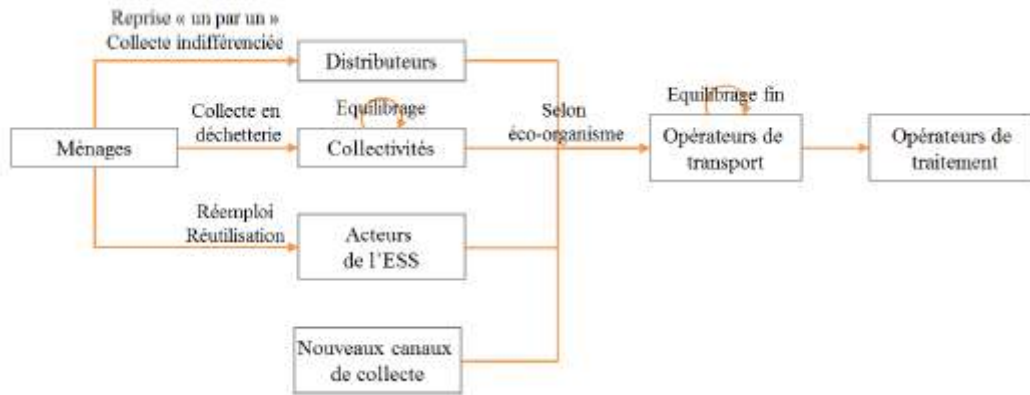 Reprise « un par un »
Collecte indifférenciée
Distributeurs
Collecte en
déchetterie
Equilibrage
Selon
éco-organisme
Equilibrage fin
Ménages
Collectivités
Opérateurs de
transport
Opérateurs de
traitement
Réemploi
Réutilisation
Acteurs
de l’ESS
Nouveaux canaux
de collecte